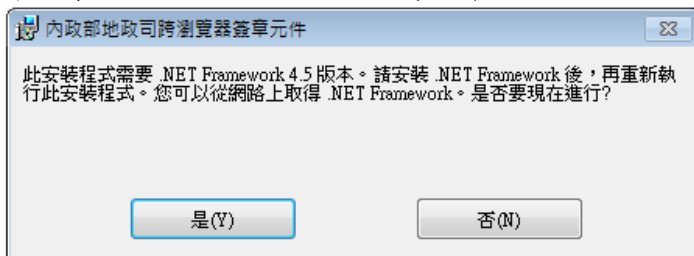 內政部地政司跨瀏覽器簽章元件
此安裝程式需要 .NET Framework 4.5 版本。請安裝 .NET Framework 後，再重新執
行此安裝程式。您可以從網路上取得 .NET Framework。是否要現在進行?
是(Y)
否(N)